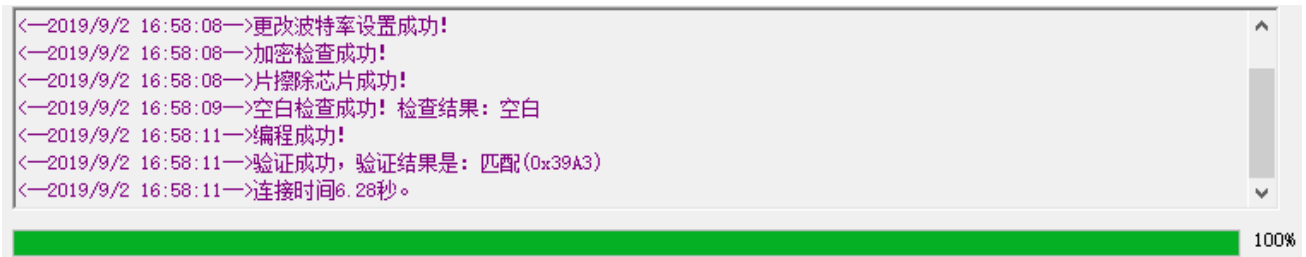 <—2019/9/2 16:58:08—>更改波特率设置成功!
<—2019/9/2 16:58:08—>加密检查成功!
<—2019/9/2 16:58:08—>片擦除芯片成功!
<—2019/9/2 16:58:09—>空白检查成功! 检查结果: 空白
<—2019/9/2 16:58:11—>编程成功!
<—2019/9/2 16:58:11—>验证成功，验证结果是: 匹配(0x39A3)
<—2019/9/2 16:58:11—>连接时间6.28秒。
100%